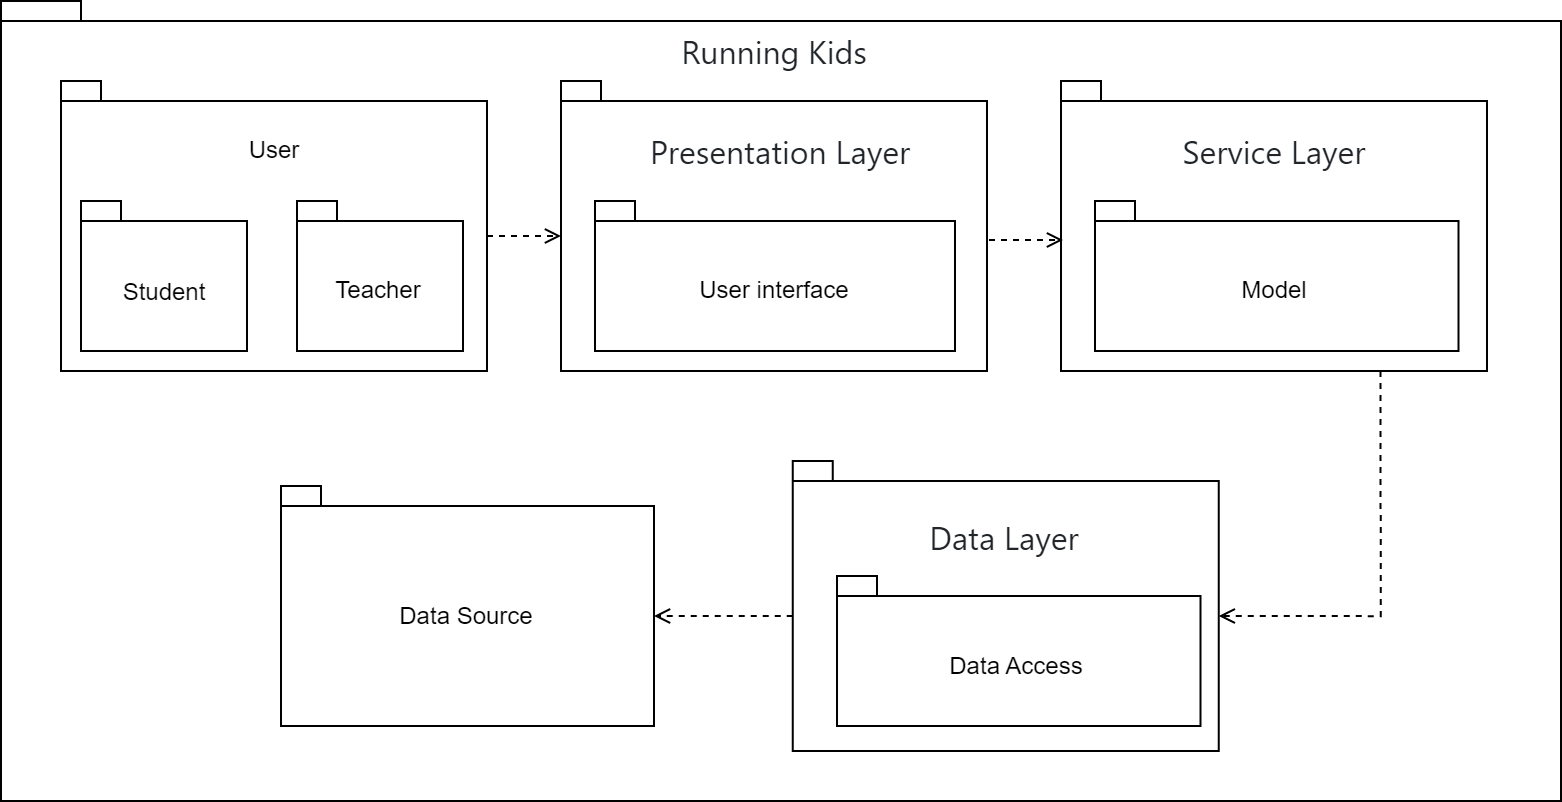 Running Kids
User
Student
Teacher
Presentation Layer
User interface
Service Layer
Model
Data Source
Data Layer
Data Access